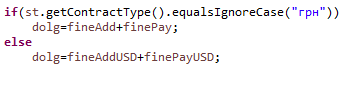 if(st.getContractType().equalsIgnoreCase("грн"))
    dolg=fineAdd+finePay;
else
    dolg=fineAddUSD+finePayUSD;